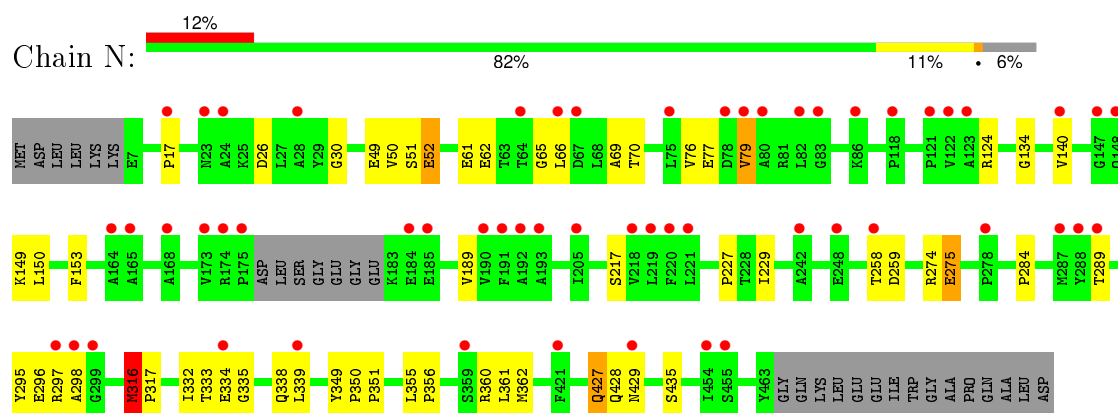 12%
Chain N:
82% 11% • 6%
MET ASP LEU LEU LYS LYS E7 P17 N23 A24 K25 D26 L27 A28 Y29 G30 E49 V50 S51 E52 E61 E62 T63 T64 G65 L66 D67 L68 A69 T70 L75 V76 E77 D78 V79 A80 R81 L82 G83 K86 P118 P121 V122 A123 R124 G134 V140 G147
K149 L150 F153 A164 A165 A168 V173 R174 P175 ASP LEU SER GLY GLU GLY GLU K183 E184 E185 V189 V190 F191 A192 A193 I205 S217 V218 L219 F220 L221 P227 T228 I229 A242 E248 T258 D259 R274 E275 P278 P284 M287 Y288 T289
Y295 E296 R297 A298 G299 M316 P317 I332 T333 E334 G335 Q338 L339 Y349 P350 P351 L355 P356 S359 R360 L361 M362 F421 Q427 Q428 N429 S435 I454 S455 Y463 GLY GLN LYS LEU GLU GLU ILE TRP GLY ALA PRO GLN ALA LEU ASP